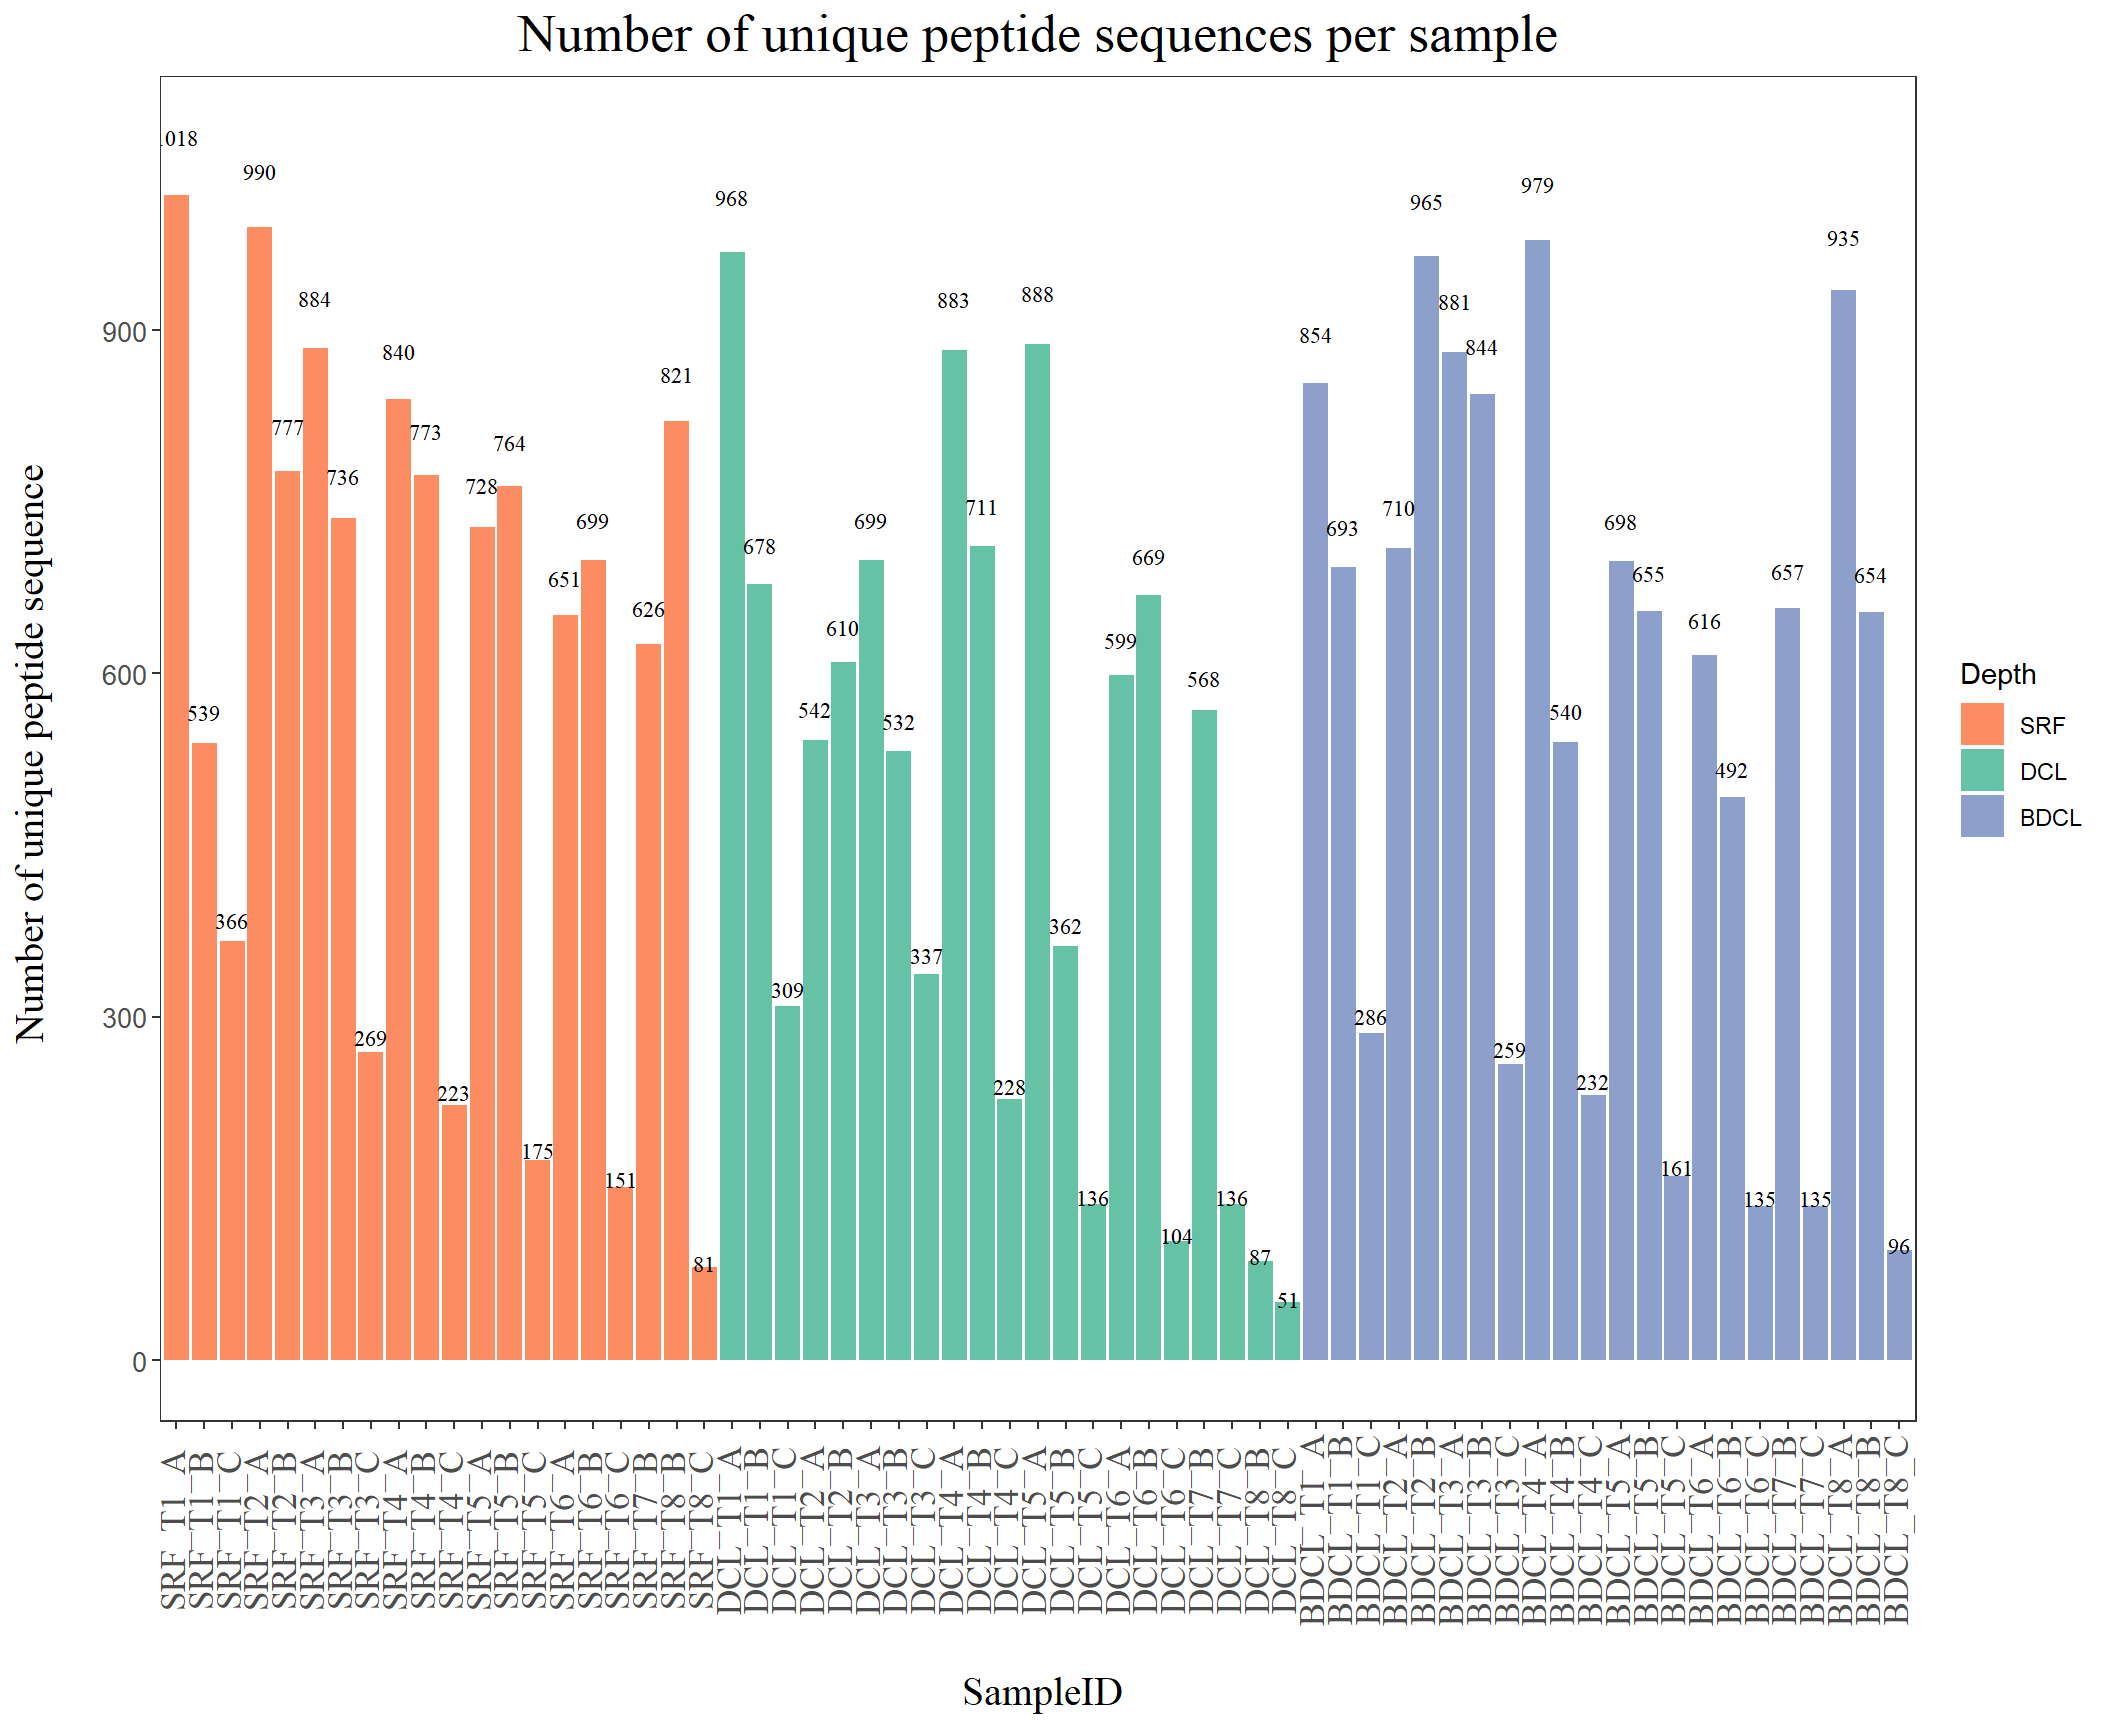 Number of unique peptide sequences per sample
Number of unique peptide sequence
900
600
300
0
018
539
366
990
777
884
736
269
840
773
223
728
764
175
651
699
151
626
821
81
968
678
309
542
610
699
532
337
883
711
228
888
362
136
599
669
104
568
136
87
51
854
693
286
710
965
881
844
259
979
540
232
698
655
161
616
492
135
657
135
935
654
96
SRF_T1_A
SRF_T1_B
SRF_T1_C
SRF_T2_A
SRF_T2_B
SRF_T3_A
SRF_T3_B
SRF_T3_C
SRF_T4_A
SRF_T4_B
SRF_T4_C
SRF_T5_A
SRF_T5_B
SRF_T5_C
SRF_T6_A
SRF_T6_B
SRF_T6_C
SRF_T7_B
SRF_T8_B
SRF_T8_C
DCL_T1_A
DCL_T1_B
DCL_T1_C
DCL_T2_A
DCL_T2_B
DCL_T3_A
DCL_T3_B
DCL_T3_C
DCL_T4_A
DCL_T4_B
DCL_T4_C
DCL_T5_A
DCL_T5_B
DCL_T5_C
DCL_T6_A
DCL_T6_B
DCL_T6_C
DCL_T7_B
DCL_T7_C
DCL_T8_B
DCL_T8_C
BDCL_T1_A
BDCL_T1_B
BDCL_T1_C
BDCL_T2_A
BDCL_T2_B
BDCL_T3_A
BDCL_T3_B
BDCL_T3_C
BDCL_T4_A
BDCL_T4_B
BDCL_T4_C
BDCL_T5_A
BDCL_T5_B
BDCL_T5_C
BDCL_T6_A
BDCL_T6_B
BDCL_T6_C
BDCL_T7_B
BDCL_T7_C
BDCL_T8_A
BDCL_T8_B
BDCL_T8_C
SampleID
Depth
SRF
DCL
BDCL